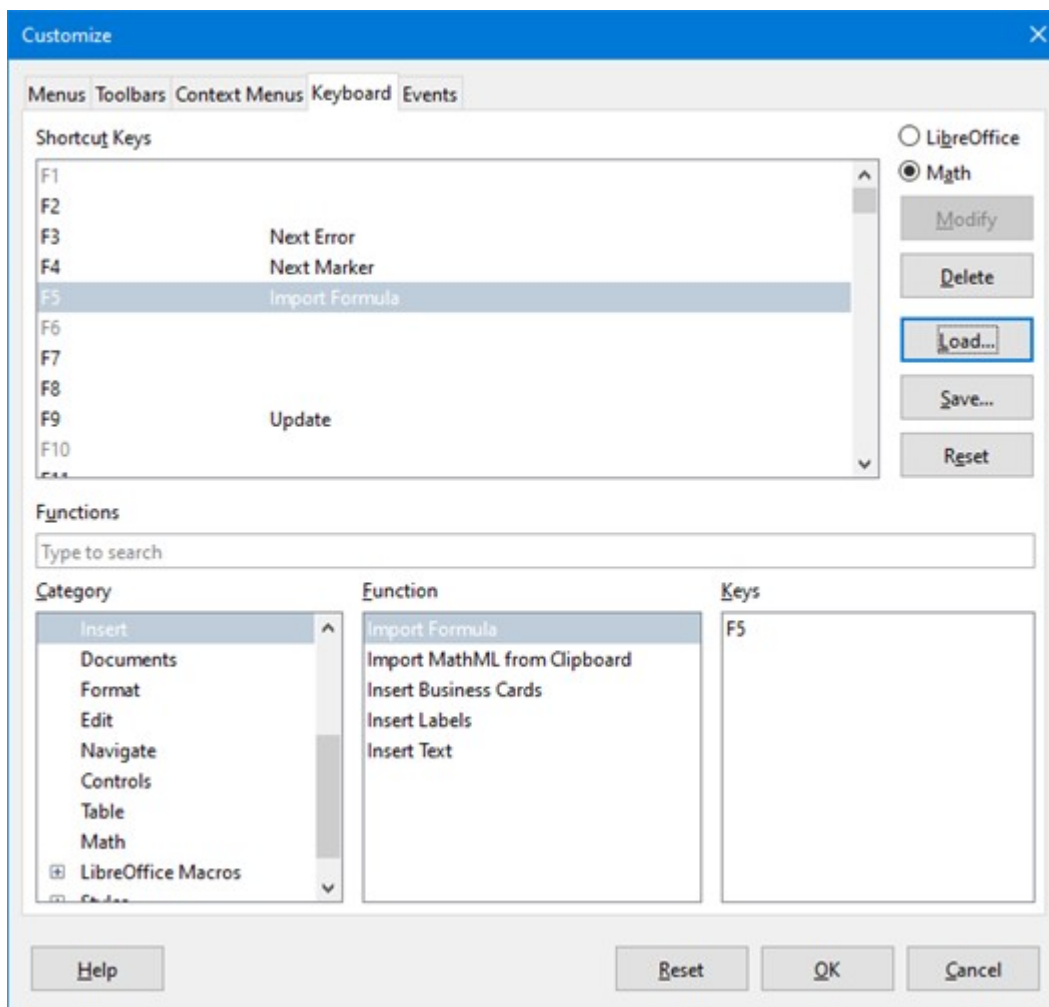 Customize
Menus Toolbars Context Menus Keyboard Events
Shortcut Keys
LibreOffice
Math
F1
F2
F3 Next Error
F4 Next Marker
F5 Import Formula
F6
F7
F8
F9 Update
F10
F11
Modify
Delete
Load...
Save...
Reset
Functions
Type to search
Category
Insert
Documents
Format
Edit
Navigate
Controls
Table
Math
LibreOffice Macros
Styles
Function
Import Formula
Import MathML from Clipboard
Insert Business Cards
Insert Labels
Insert Text
Keys
F5
Help Reset OK Cancel